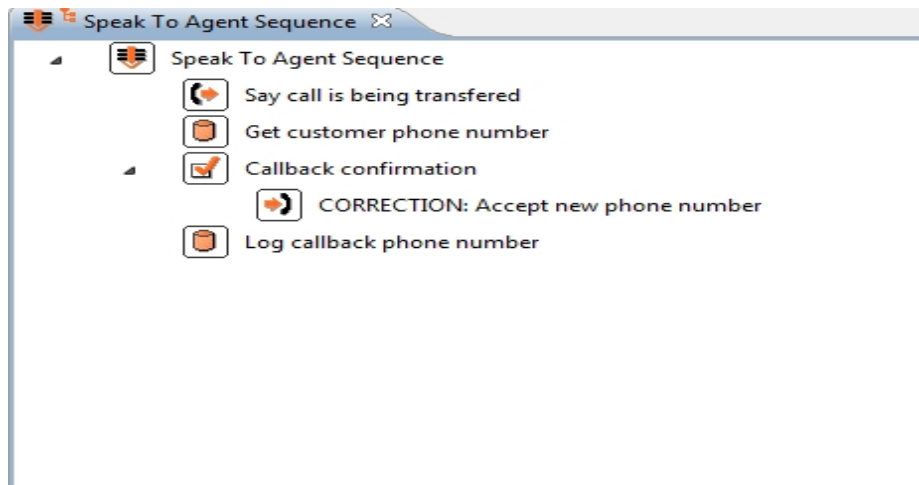 Speak To Agent Sequence
Speak To Agent Sequence
Say call is being transfered
Get customer phone number
Callback confirmation
CORRECTION: Accept new phone number
Log callback phone number